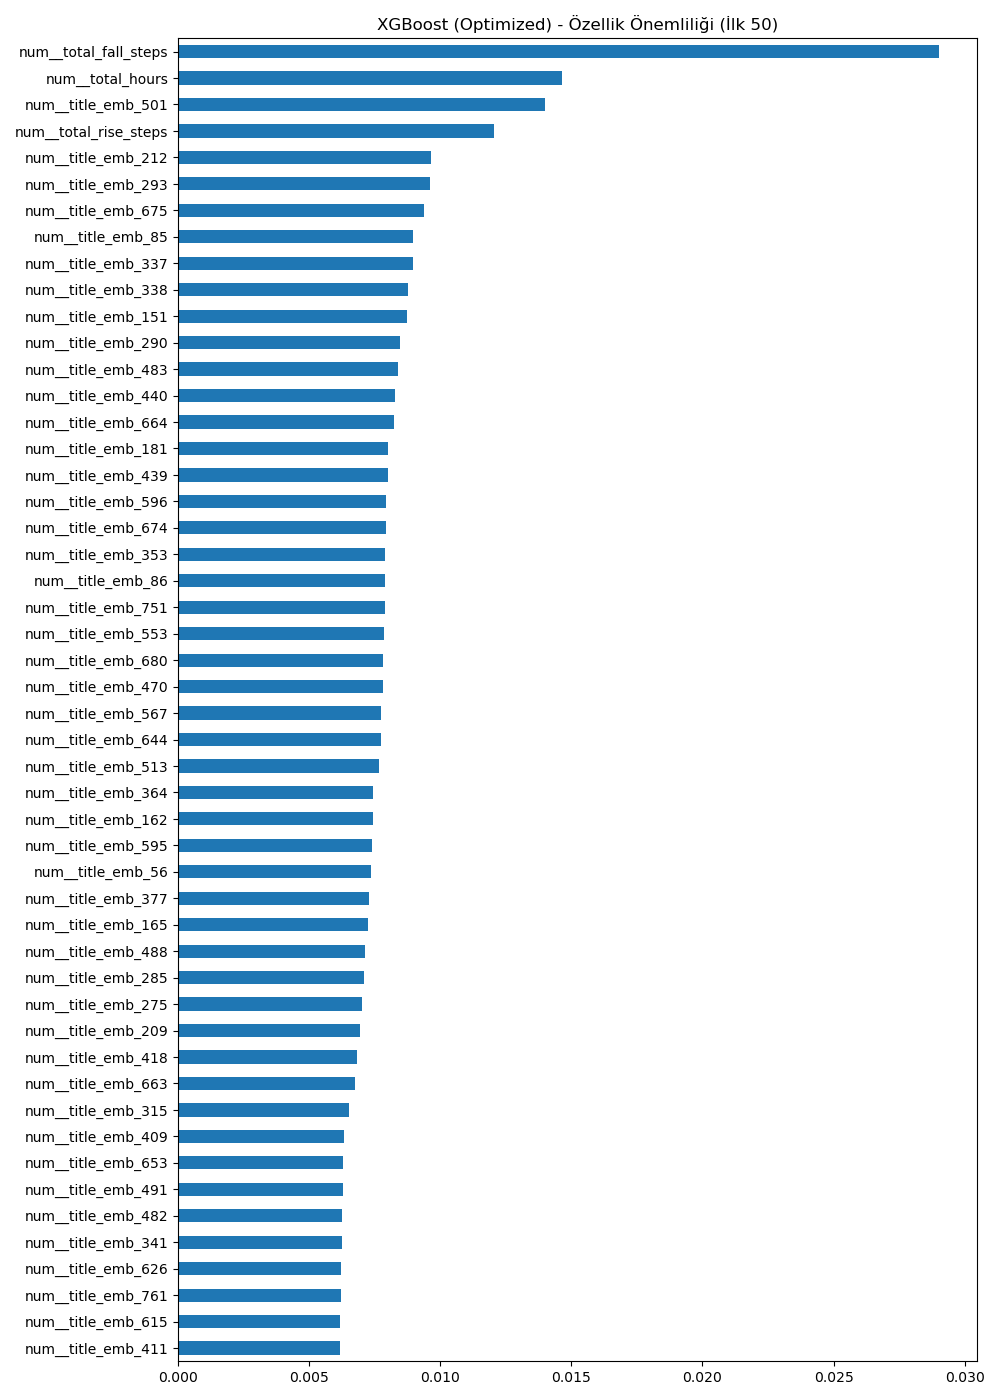 XGBoost (Optimized) - Özellik Önemliliği (İlk 50)
num__total_fall_steps
num__total_hours
num__title_emb_501
num__total_rise_steps
num__title_emb_212
num__title_emb_293
num__title_emb_675
num__title_emb_85
num__title_emb_337
num__title_emb_338
num__title_emb_151
num__title_emb_290
num__title_emb_483
num__title_emb_440
num__title_emb_664
num__title_emb_181
num__title_emb_439
num__title_emb_596
num__title_emb_674
num__title_emb_353
num__title_emb_86
num__title_emb_751
num__title_emb_553
num__title_emb_680
num__title_emb_470
num__title_emb_567
num__title_emb_644
num__title_emb_513
num__title_emb_364
num__title_emb_162
num__title_emb_595
num__title_emb_56
num__title_emb_377
num__title_emb_165
num__title_emb_488
num__title_emb_285
num__title_emb_275
num__title_emb_209
num__title_emb_418
num__title_emb_663
num__title_emb_315
num__title_emb_409
num__title_emb_653
num__title_emb_491
num__title_emb_482
num__title_emb_341
num__title_emb_626
num__title_emb_761
num__title_emb_615
num__title_emb_411
0.000 0.005 0.010 0.015 0.020 0.025 0.030